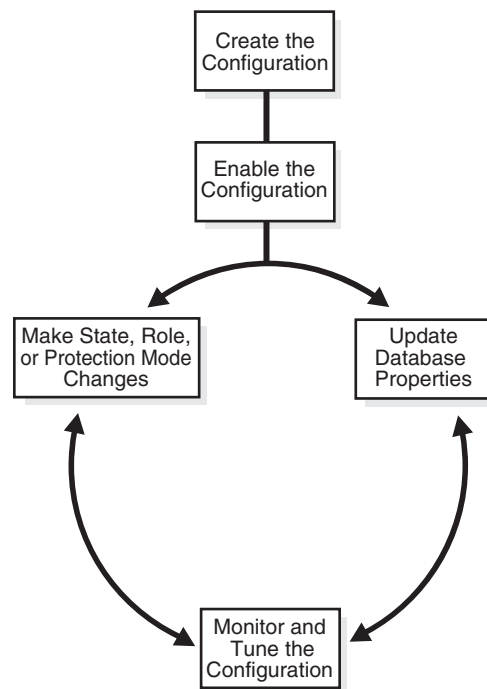 Create the
Configuration
Enable the
Configuration
Make State, Role,
or Protection Mode
Changes
Update
Database
Properties
Monitor and
Tune the
Configuration